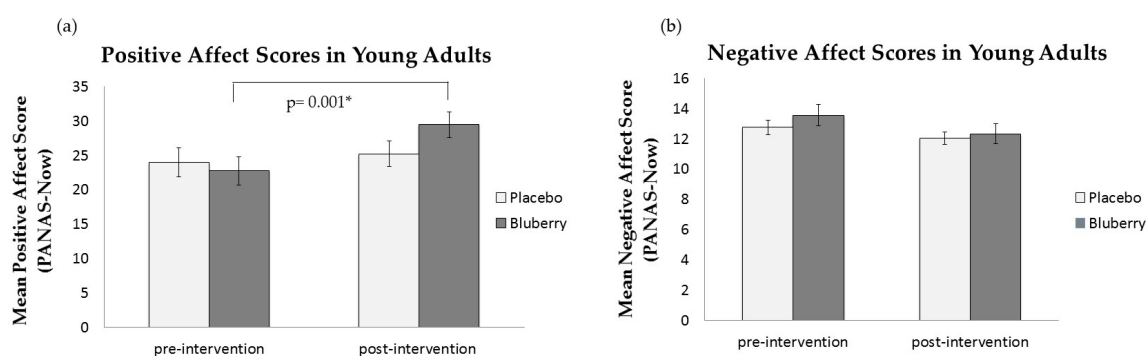 (a)
Positive Affect Scores in Young Adults
Mean Positive Affect Score
(PANAS-Now)
35
30
25
20
15
10
5
0
p= 0.001*
pre-intervention
post-intervention
Placebo
Bluberry
(b)
Negative Affect Scores in Young Adults
Mean Negative Affect Score
(PANAS-Now)
16
14
12
10
8
6
4
2
0
pre-intervention
post-intervention
Placebo
Bluberry